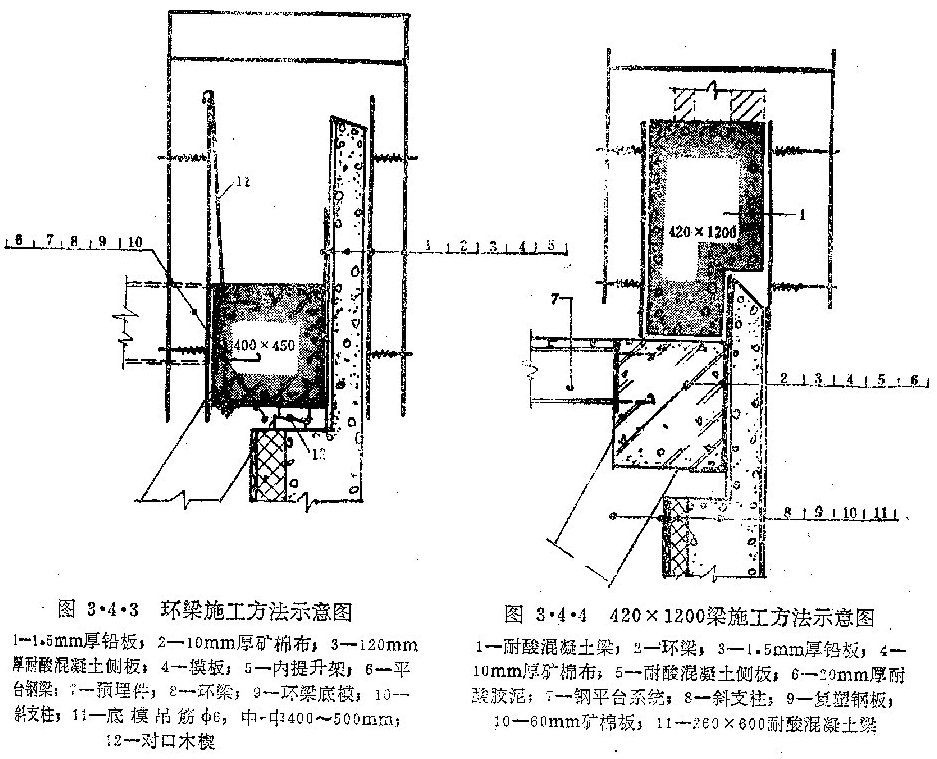 11
6 7 8 9 10
1 2 3 4 5
400×450
12
1
420×1200
7
2 3 4 5 6
8 9 10 11
图 3·4·3 环梁施工方法示意图
1—1.5mm厚铅板；2—10mm厚矿棉布；3—120mm
厚耐酸混凝土侧板；4—模板；5—内提升架；6—平
台钢梁；7—预埋件；8—环梁；9—环梁底模；10—
斜支柱；11—底模吊筋φ6，中-中400～500mm；
12—对口木楔
图 3·4·4 420×1200梁施工方法示意图
1—耐酸混凝土梁；2—环梁；3—1.5mm厚铅板；4—
10mm厚矿棉布；5—耐酸混凝土侧板；6—20mm厚耐
酸胶泥；7—钢平台系统；8—斜支柱；9—复塑钢板；
10—60mm矿棉板；11—260×600耐酸混凝土梁